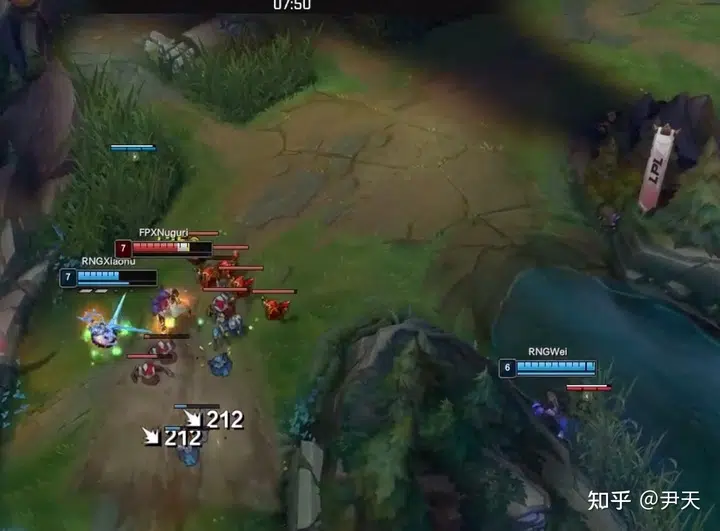 07:50
LPL
FPXNuguri
7
RNGXiaohu
7
RNGWei
6
212
212
知乎 @尹天